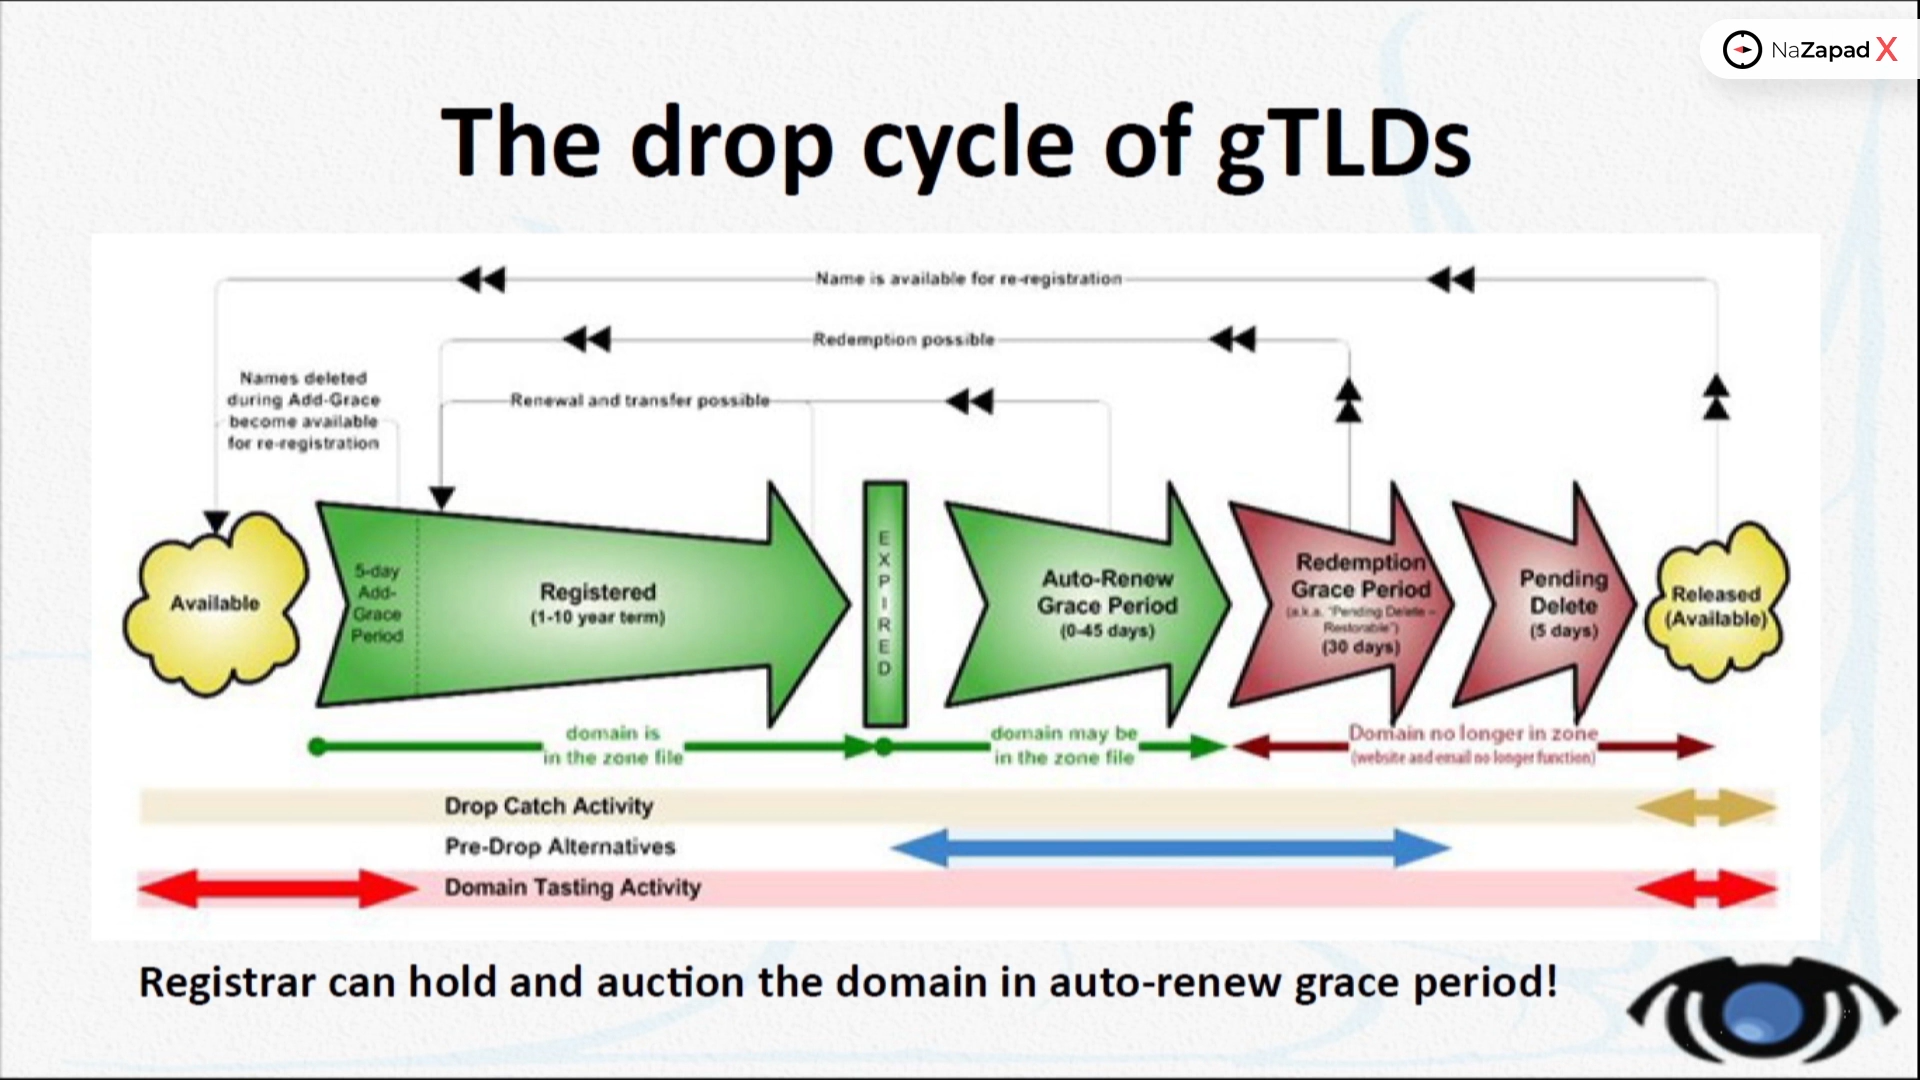 NaZapad X
The drop cycle of gTLDs
Name is available for re-registration
Redemption possible
Names deleted
during Add-Grace
become available
for re-registration
Renewal and transfer possible
Available
5-day
Add-
Grace
Period
Registered
(1-10 year term)
EXPIRED
Auto-Renew
Grace Period
(0-45 days)
Redemption
Grace Period
(a.k.a. "Pending Delete –
Restorable")
(30 days)
Pending
Delete
(5 days)
Released
(Available)
domain is
in the zone file
domain may be
in the zone file
Domain no longer in zone
(website and email no longer function)
Drop Catch Activity
Pre-Drop Alternatives
Domain Tasting Activity
Registrar can hold and auction the domain in auto-renew grace period!